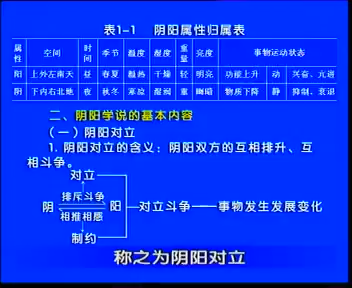 表1-1 阴阳属性归属表
属性 空间 时间 季节 温度 湿度 重量 亮度 事物运动状态
阳 上外左南天 昼 春夏 温热 干燥 轻 明亮 功能上升 动 兴奋、亢进
阴 下内右北地 夜 秋冬 寒凉 湿润 重 晦暗 物质下降 静 抑制、衰退
二、阴阳学说的基本内容
（一）阴阳对立
1. 阴阳对立的含义：阴阳双方的互相排斥、互
相斗争。
对立
排斥斗争
阴 阳 对立斗争——事物发生发展变化
相推相感
制约
称之为阴阳对立